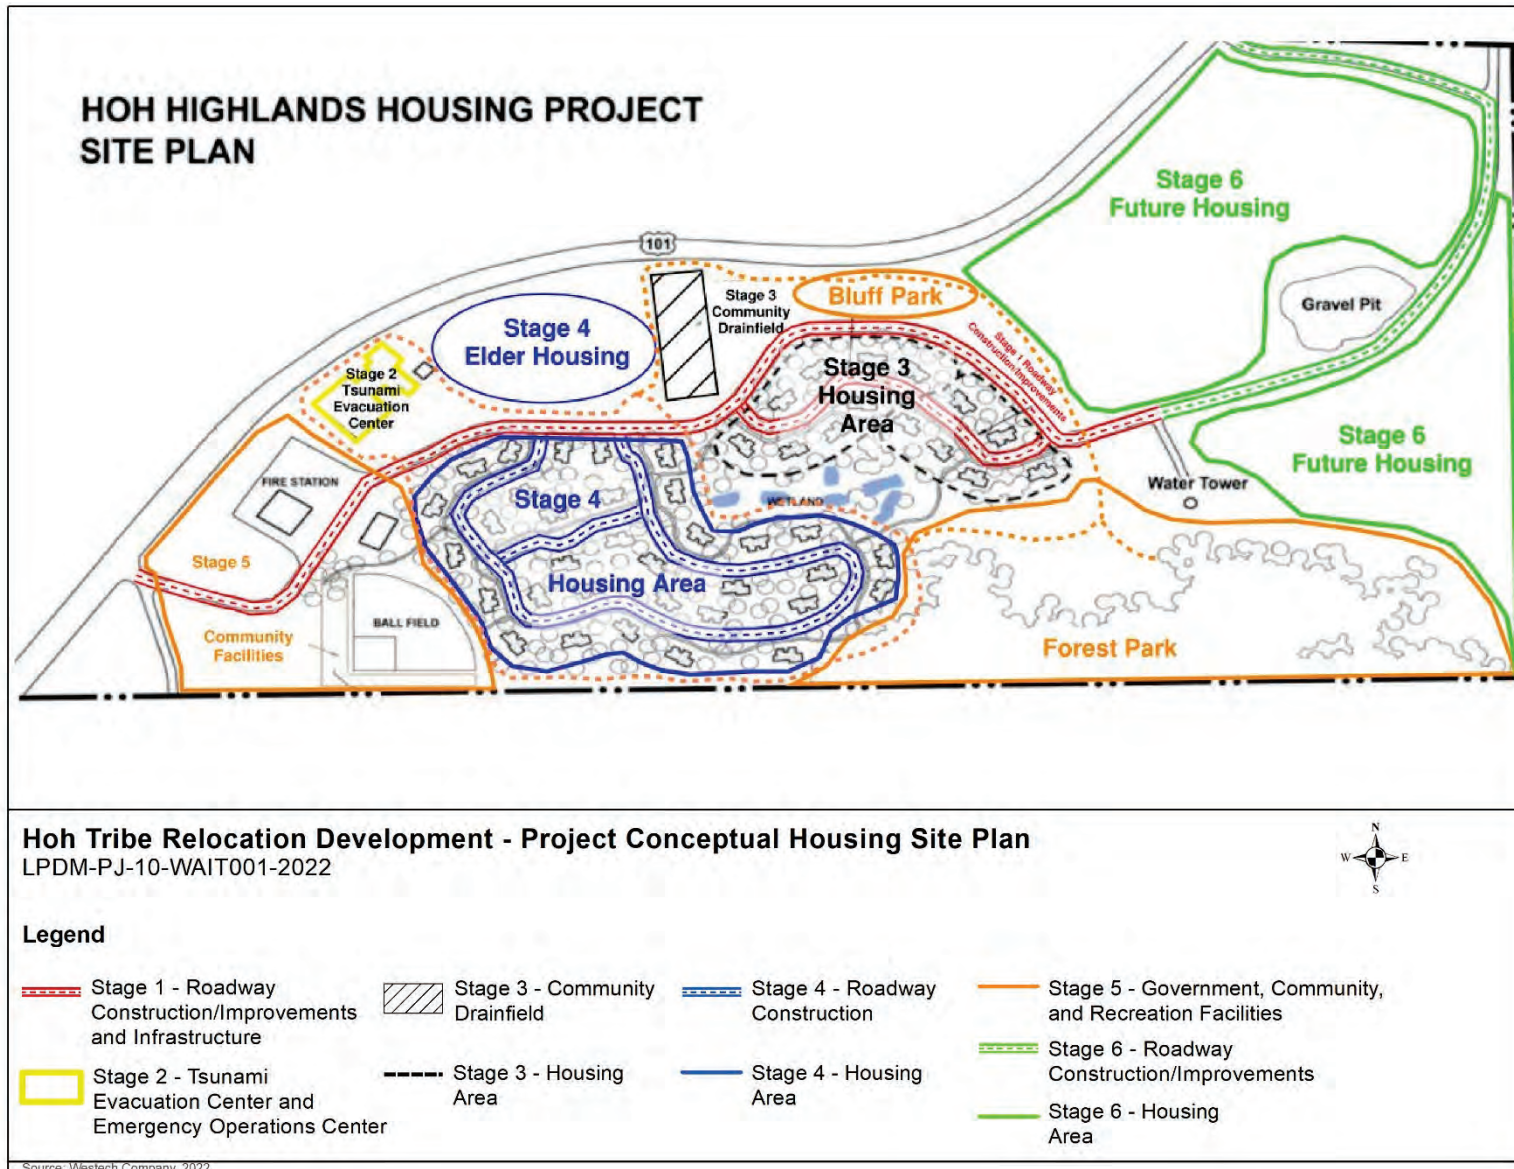 HOH HIGHLANDS HOUSING PROJECT
SITE PLAN
101
Stage 6
Future Housing
Gravel Pit
Bluff Park
Stage 3
Community
Drainfield
Stage 4
Elder Housing
Stage 1 Roadway
Construction/Improvements
Stage 2
Tsunami
Evacuation
Center
Stage 3
Housing
Area
Stage 6
Future Housing
Water Tower
FIRE STATION
Stage 4
WETLAND
Stage 5
Housing Area
BALL FIELD
Community
Facilities
Forest Park
Hoh Tribe Relocation Development - Project Conceptual Housing Site Plan
LPDM-PJ-10-WAIT001-2022
N
W E
S
Legend
Stage 1 - Roadway
Construction/Improvements
and Infrastructure
Stage 2 - Tsunami
Evacuation Center and
Emergency Operations Center
Stage 3 - Community
Drainfield
Stage 3 - Housing
Area
Stage 4 - Roadway
Construction
Stage 4 - Housing
Area
Stage 5 - Government, Community,
and Recreation Facilities
Stage 6 - Roadway
Construction/Improvements
Stage 6 - Housing
Area
Source: Westech Company, 2022